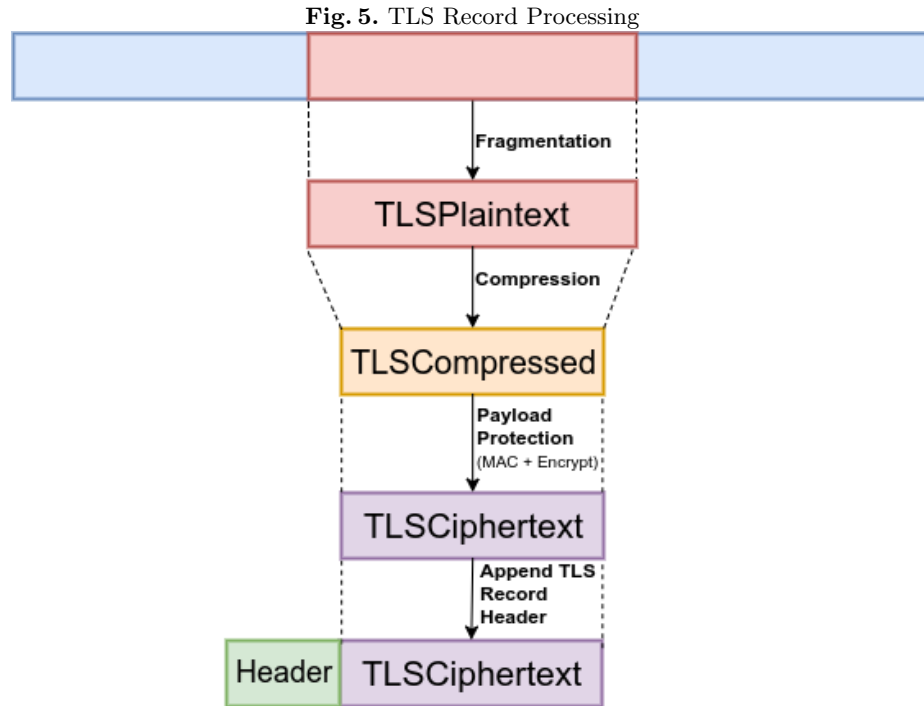 Fig. 5. TLS Record Processing
Fragmentation
TLSPlaintext
Compression
TLSCompressed
Payload
Protection
(MAC + Encrypt)
TLSCiphertext
Append TLS
Record
Header
Header
TLSCiphertext